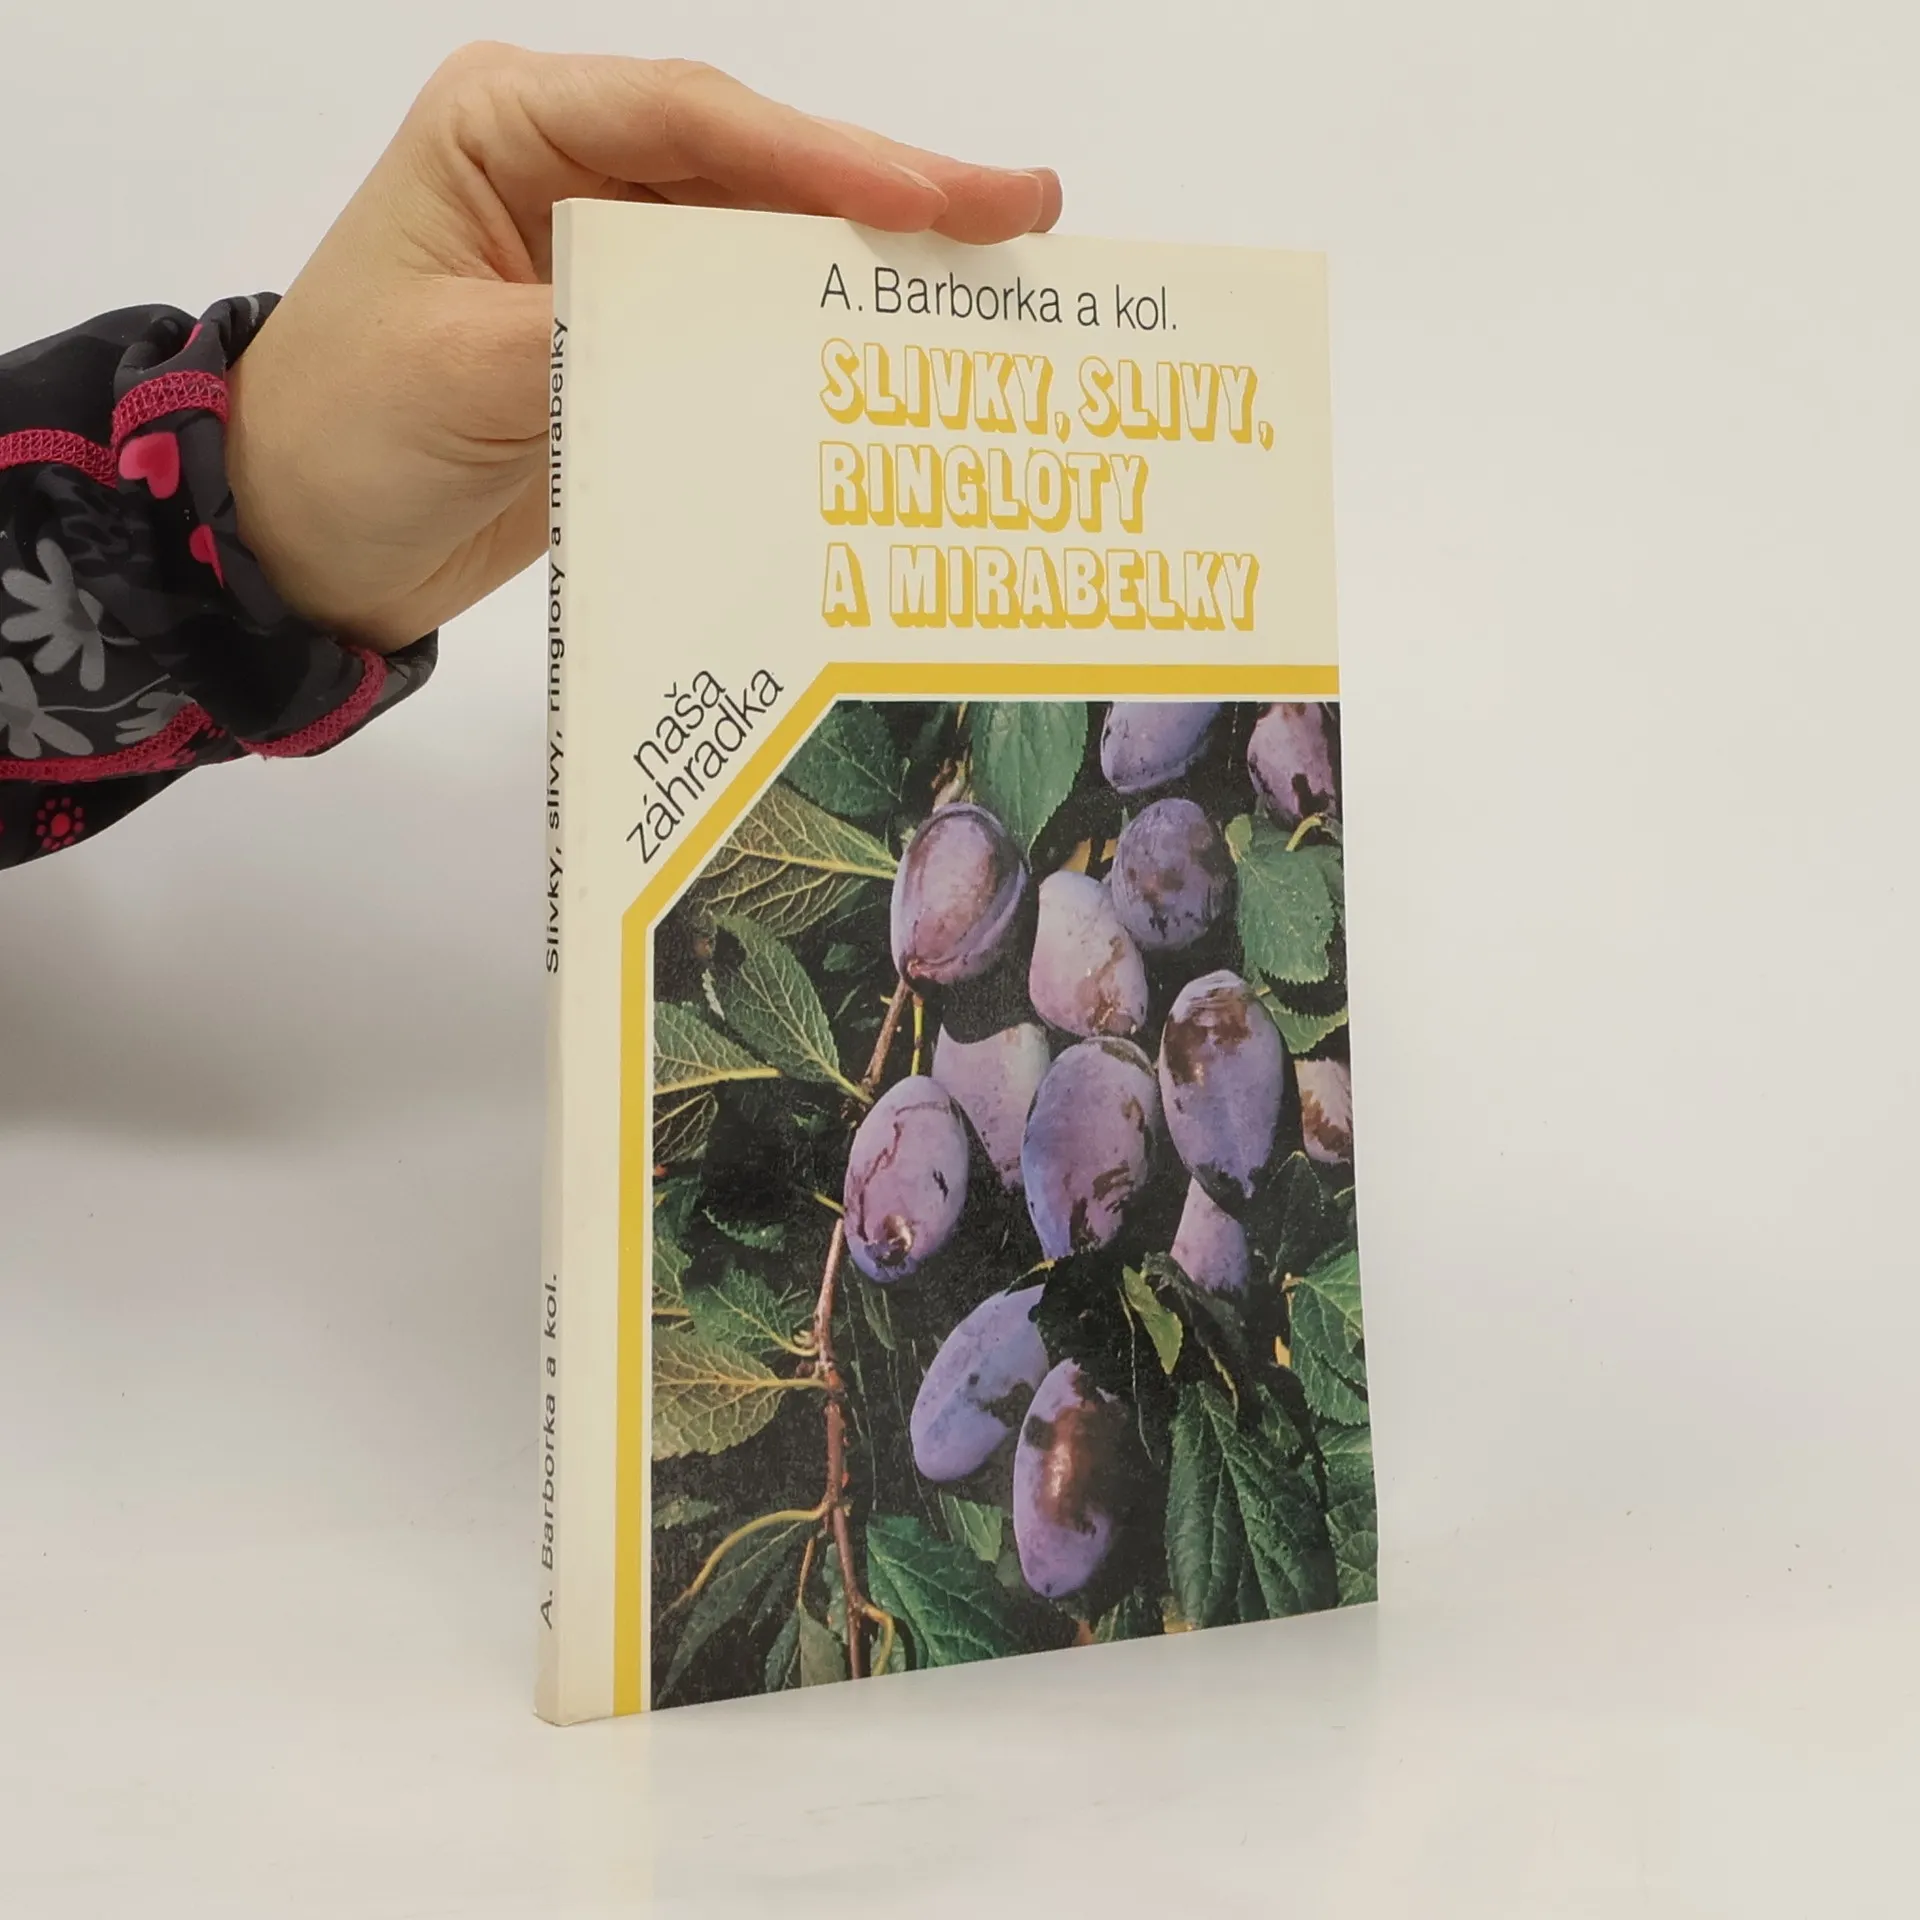 A. Barborka a kol.
SLIVKY, SLIVY,
RINGLOTY
A MIRABELKY
naša
záhradka
A. Barborka a kol. Slivky, slivy, ringloty a mirabelky